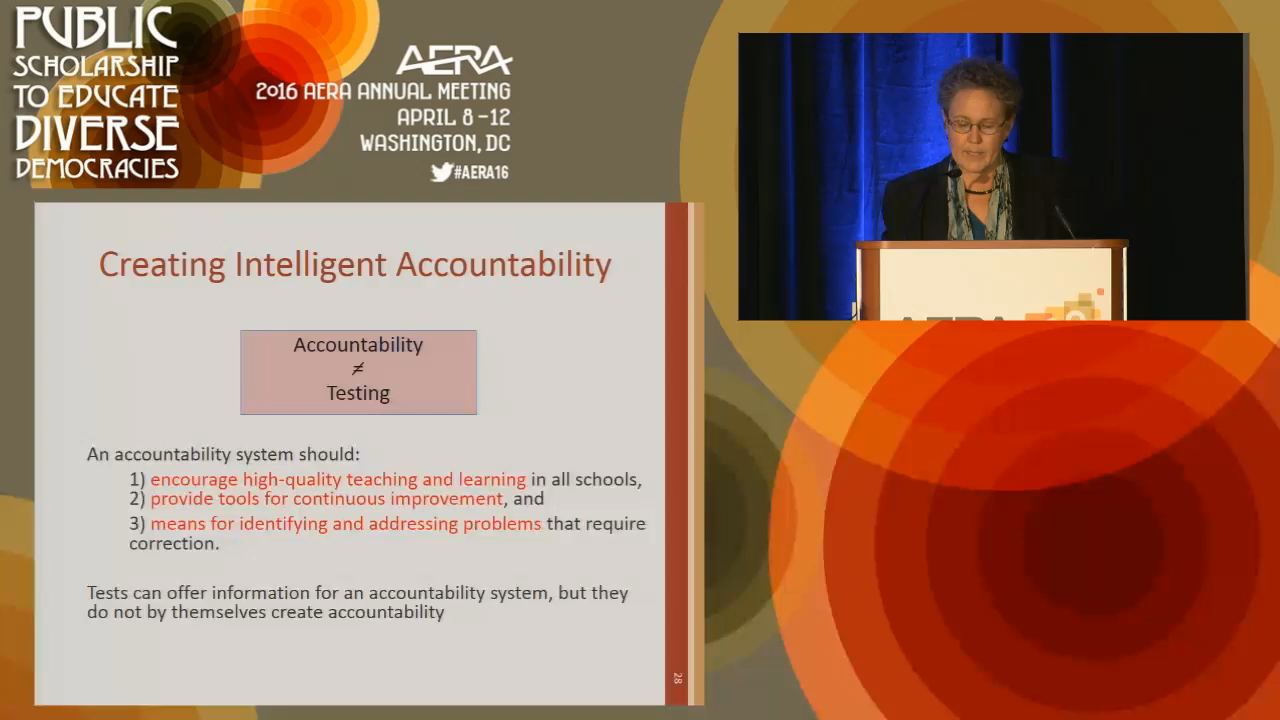 PUBLIC
SCHOLARSHIP
TO EDUCATE
DIVERSE
DEMOCRACIES
AERA
2016 AERA ANNUAL MEETING
APRIL 8 – 12
WASHINGTON, DC
#AERA16
Creating Intelligent Accountability
Accountability
≠
Testing
An accountability system should:
1) encourage high-quality teaching and learning in all schools,
2) provide tools for continuous improvement, and
3) means for identifying and addressing problems that require
correction.
Tests can offer information for an accountability system, but they
do not by themselves create accountability
28